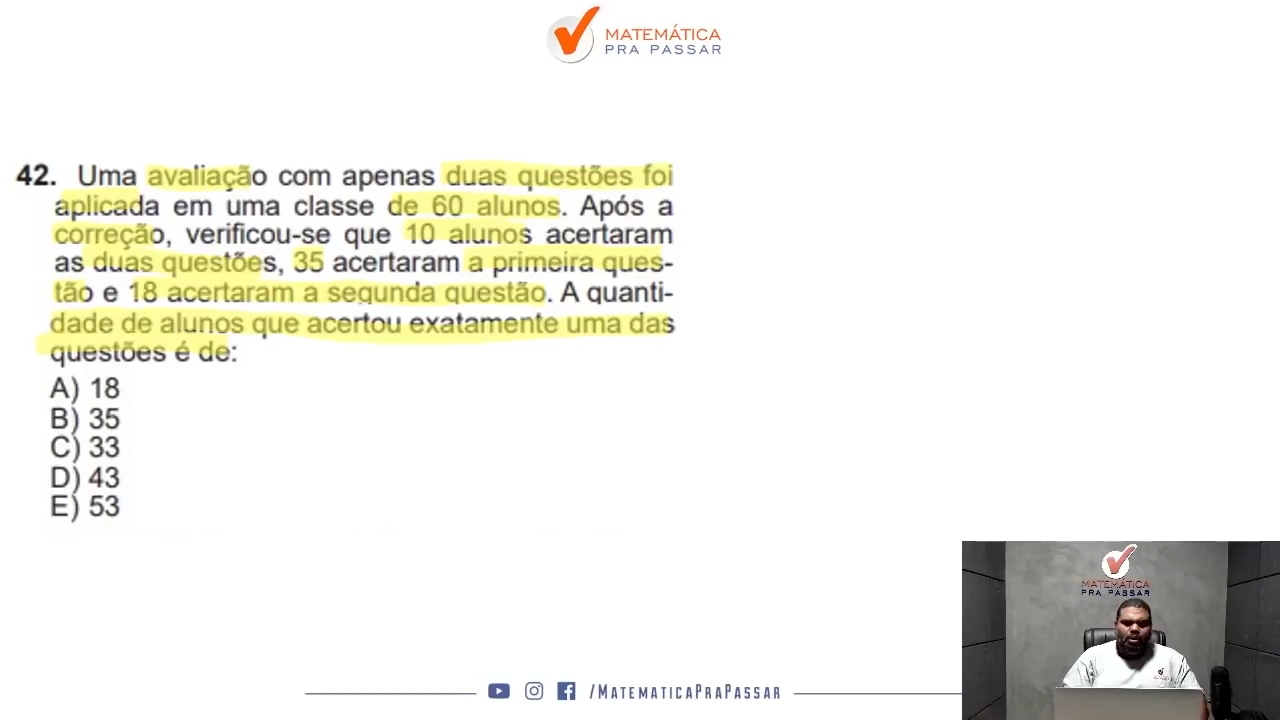 MATEMÁTICA
PRA PASSAR
42. Uma avaliação com apenas duas questões foi
aplicada em uma classe de 60 alunos. Após a
correção, verificou-se que 10 alunos acertaram
as duas questões, 35 acertaram a primeira ques-
tão e 18 acertaram a segunda questão. A quanti-
dade de alunos que acertou exatamente uma das
questões é de:
A) 18
B) 35
C) 33
D) 43
E) 53
MATEMÁTICA
PRA PASSAR
/MATEMATICAPRAPASSAR